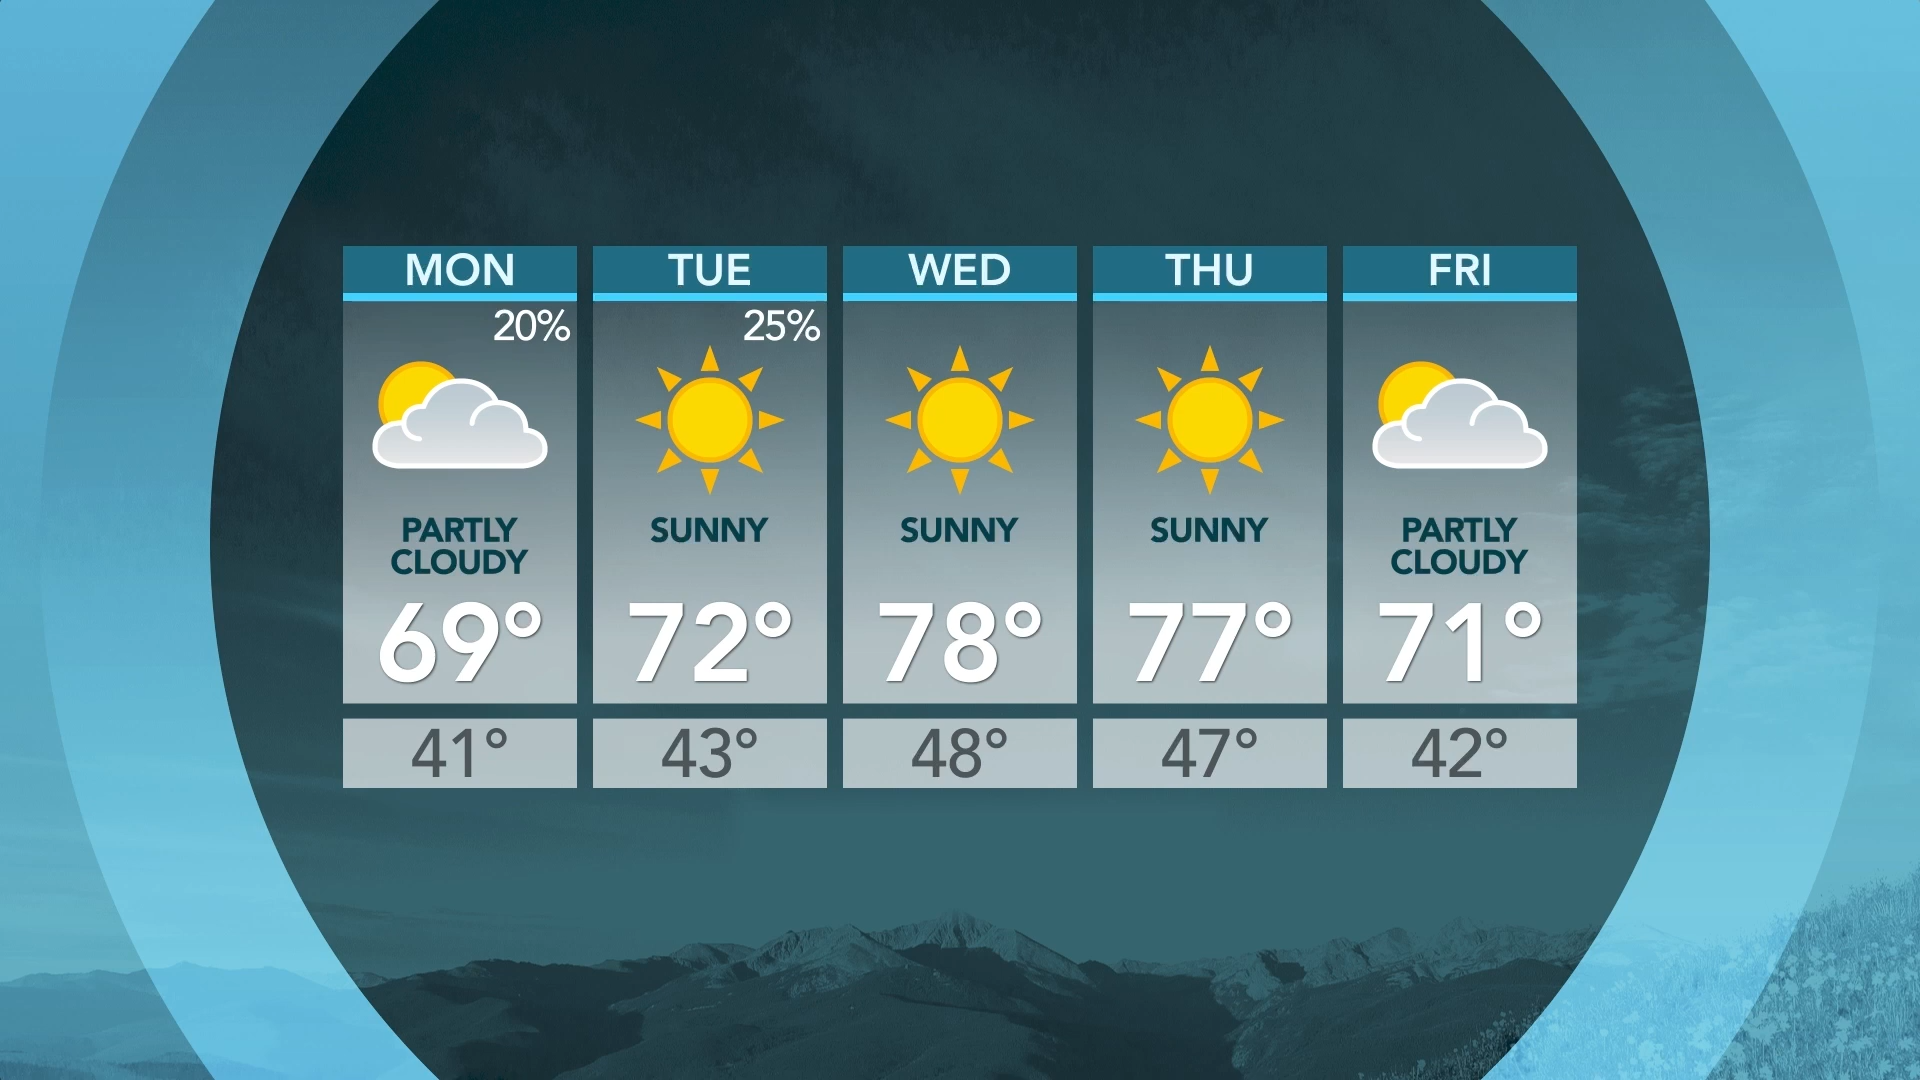 MON
20%
PARTLY
CLOUDY
69°
41°
TUE
25%
SUNNY
72°
43°
WED
SUNNY
78°
48°
THU
SUNNY
77°
47°
FRI
PARTLY
CLOUDY
71°
42°